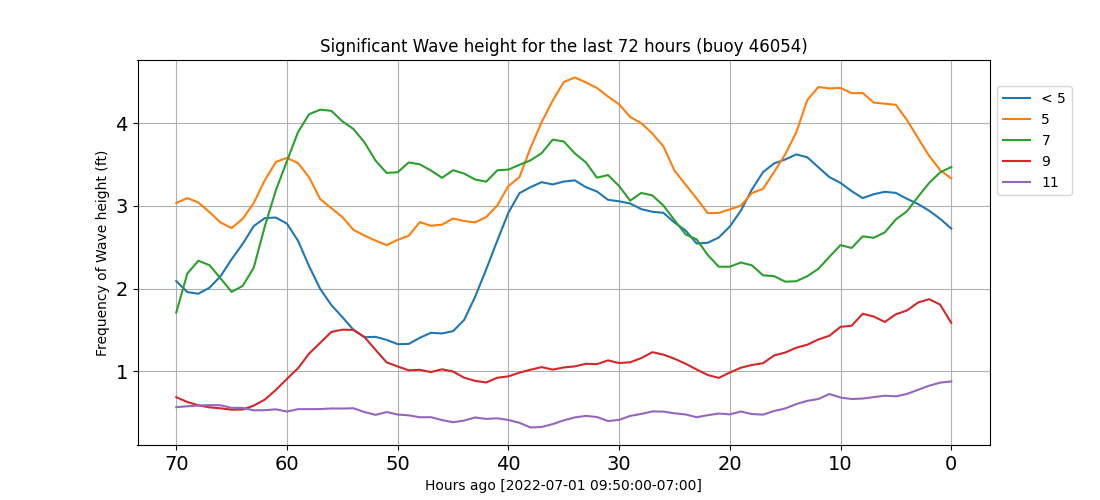 Significant Wave height for the last 72 hours (buoy 46054)
Frequency of Wave height (ft)
4
3
2
1
70 60 50 40 30 20 10 0
Hours ago [2022-07-01 09:50:00-07:00]
< 5
5
7
9
11